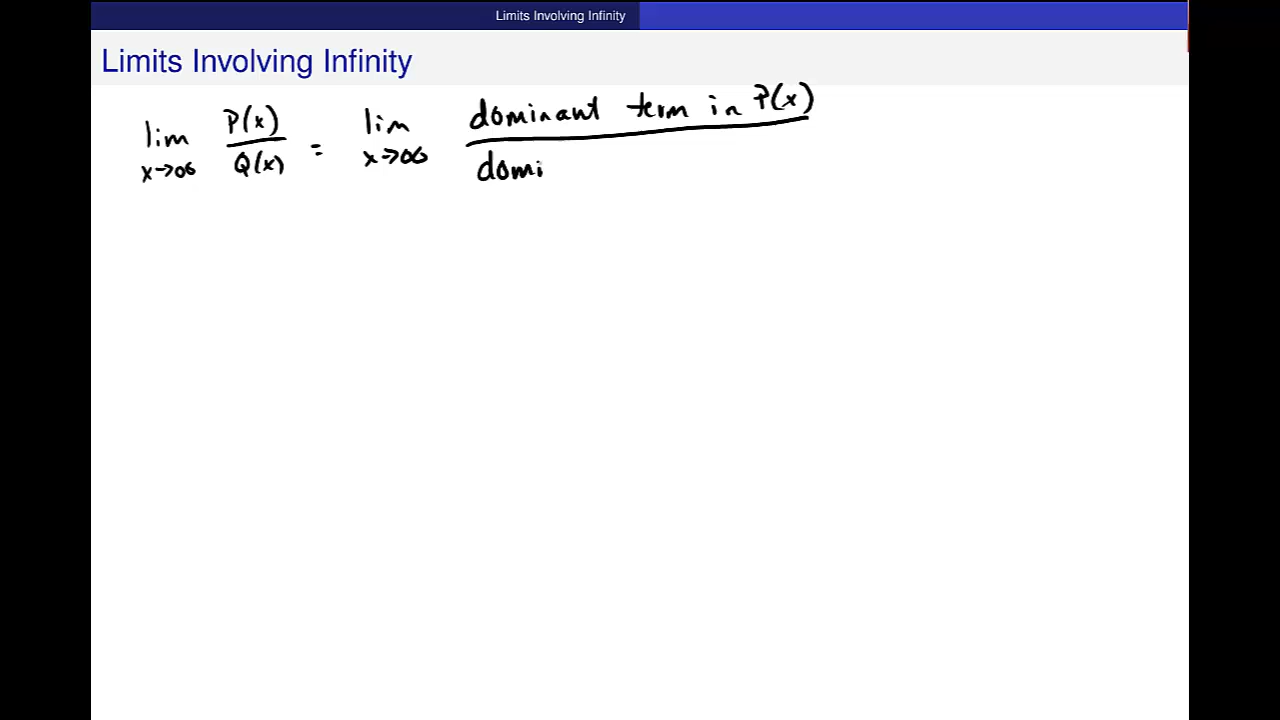 Limits Involving Infinity
Limits Involving Infinity
lim x→∞ P(x)/Q(x) = lim x→∞ dominant term in P(x)/domi